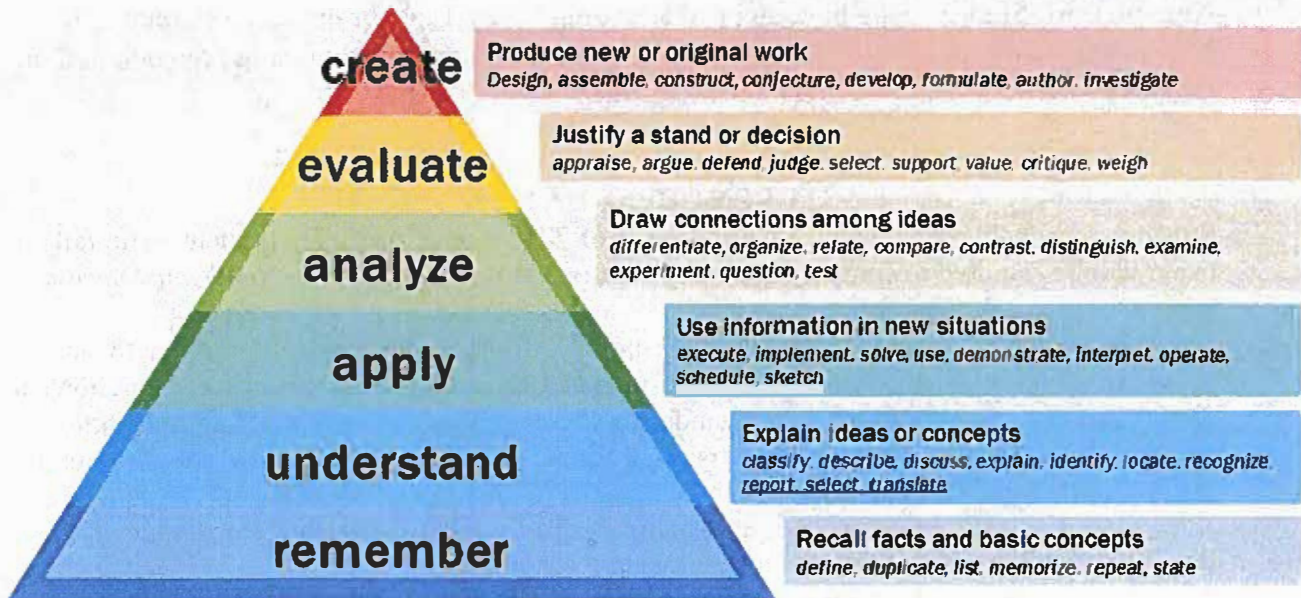 create
Produce new or original work
Design, assemble, construct, conjecture, develop, formulate, author, investigate
evaluate
Justify a stand or decision
appraise, argue, defend, judge, select, support, value, critique, weigh
analyze
Draw connections among ideas
differentiate, organize, relate, compare, contrast, distinguish, examine,
experiment, question, test
apply
Use information in new situations
execute, implement, solve, use, demonstrate, interpret, operate,
schedule, sketch
understand
Explain ideas or concepts
classify, describe, discuss, explain, identify, locate, recognize,
report, select, translate
remember
Recall facts and basic concepts
define, duplicate, list, memorize, repeat, state